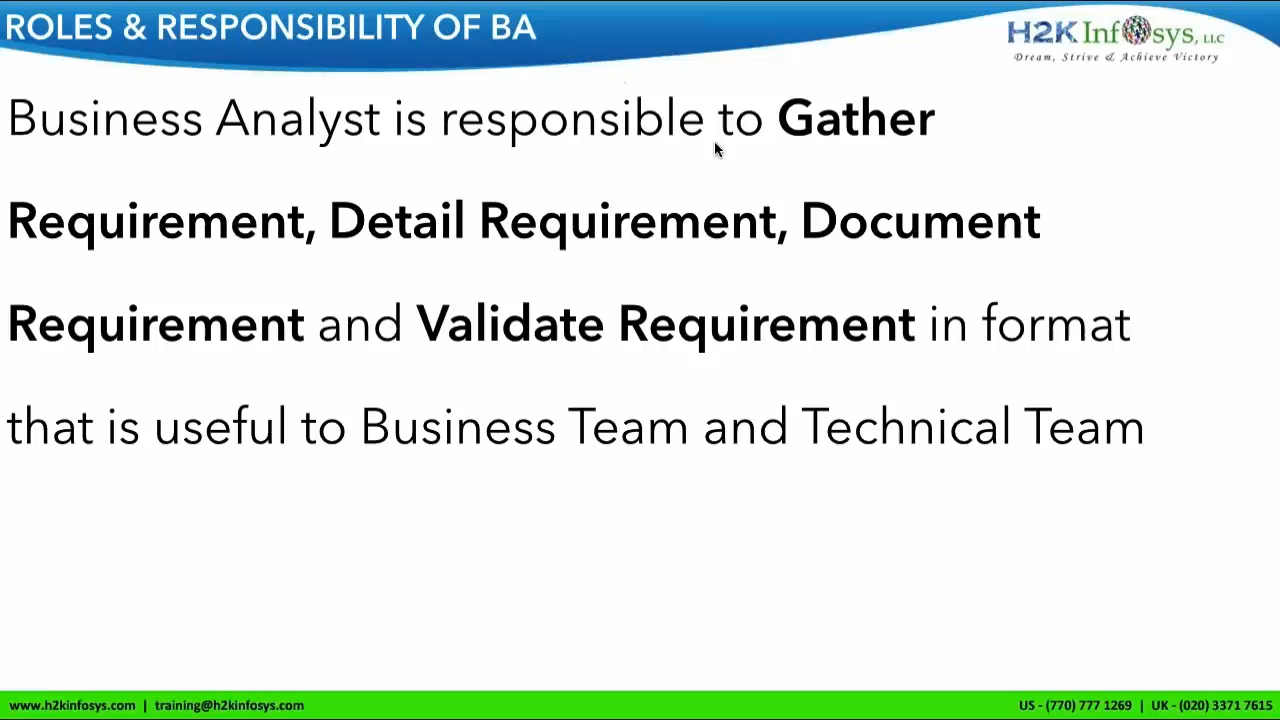 ROLES & RESPONSIBILITY OF BA
H2K Infosys, LLC
Dream, Strive & Achieve Victory
Business Analyst is responsible to Gather
Requirement, Detail Requirement, Document
Requirement and Validate Requirement in format
that is useful to Business Team and Technical Team
www.h2kinfosys.com | training@h2kinfosys.com
US - (770) 777 1269 | UK - (020) 3371 7615